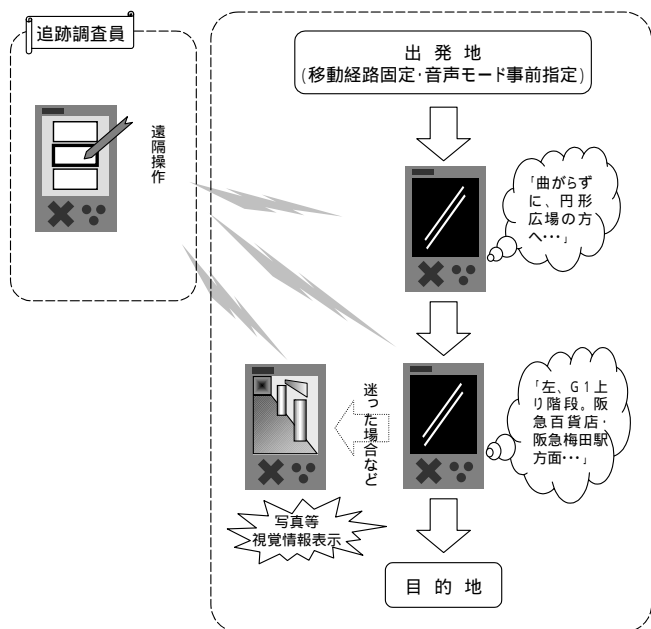 追跡調査員
遠隔操作
出 発 地
(移動経路固定・音声モード事前指定)
「曲がらず
に、円形
広場の方
へ・・・」
迷った場合など
「左、G1上
り階段。阪
急百貨店・
阪急梅田駅
方面・・・」
写真等
視覚情報表示
目 的 地